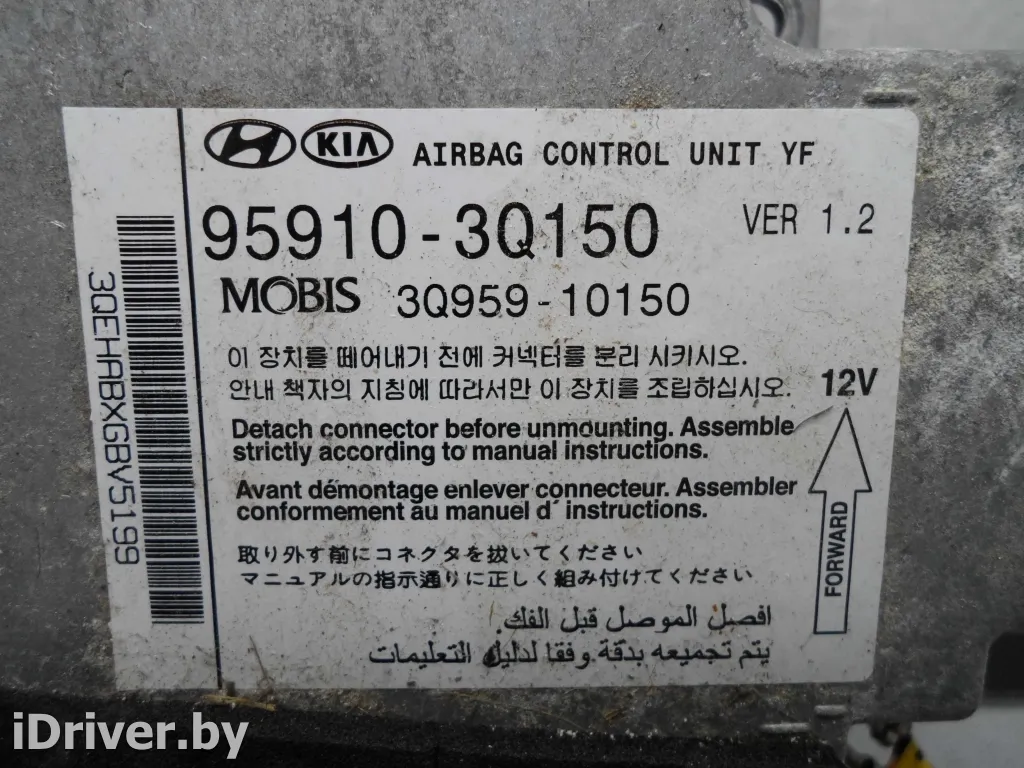 KIA AIRBAG CONTROL UNIT YF
95910-3Q150 VER 1.2
MOBIS 3Q959-10150
이 장치를 떼어내기 전에 커넥터를 분리 시키시오.
안내 책자의 지침에 따라서만 이 장치를 조립하십시오.
12V
Detach connector before unmounting. Assemble
strictly according to manual instructions.
Avant démontage enlever connecteur. Assembler
conformement au manuel d´ instructions.
FORWARD
取り外す前にコネクタを抜いてください
マニュアルの指示通りに正しく組み付けてください
افصل الموصل قبل الفك.
يتم تجميعه بدقة وفقا لدليل التعليمات
3QEHABXGBV5199
iDriver.by